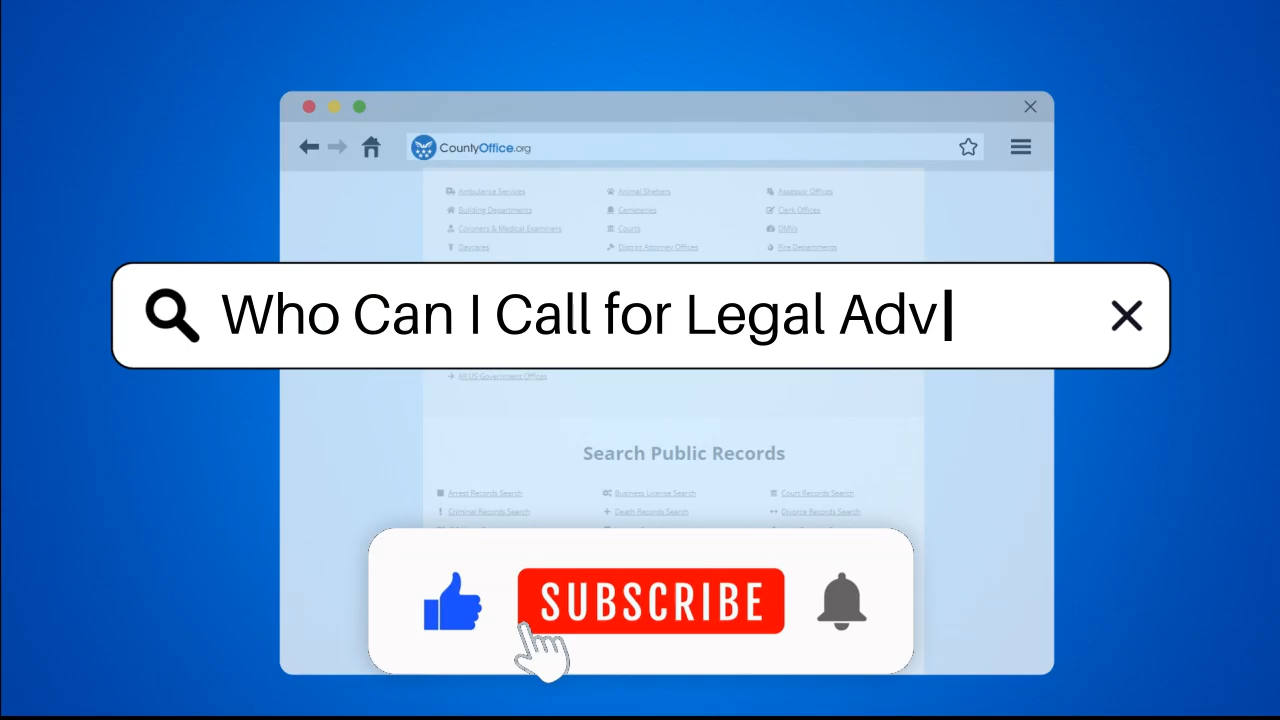 CountyOffice.org
Ambulance Services Animal Shelters Assessor Offices
Building Departments Cemeteries Clerk Offices
Coroners & Medical Examiners Courts DMVs
Daycares District Attorney Offices Fire Departments
Who Can I Call for Legal Adv
All US Government Offices
Search Public Records
Arrest Records Search Business License Search Court Records Search
Criminal Records Search Death Records Search Divorce Records Search
SUBSCRIBE